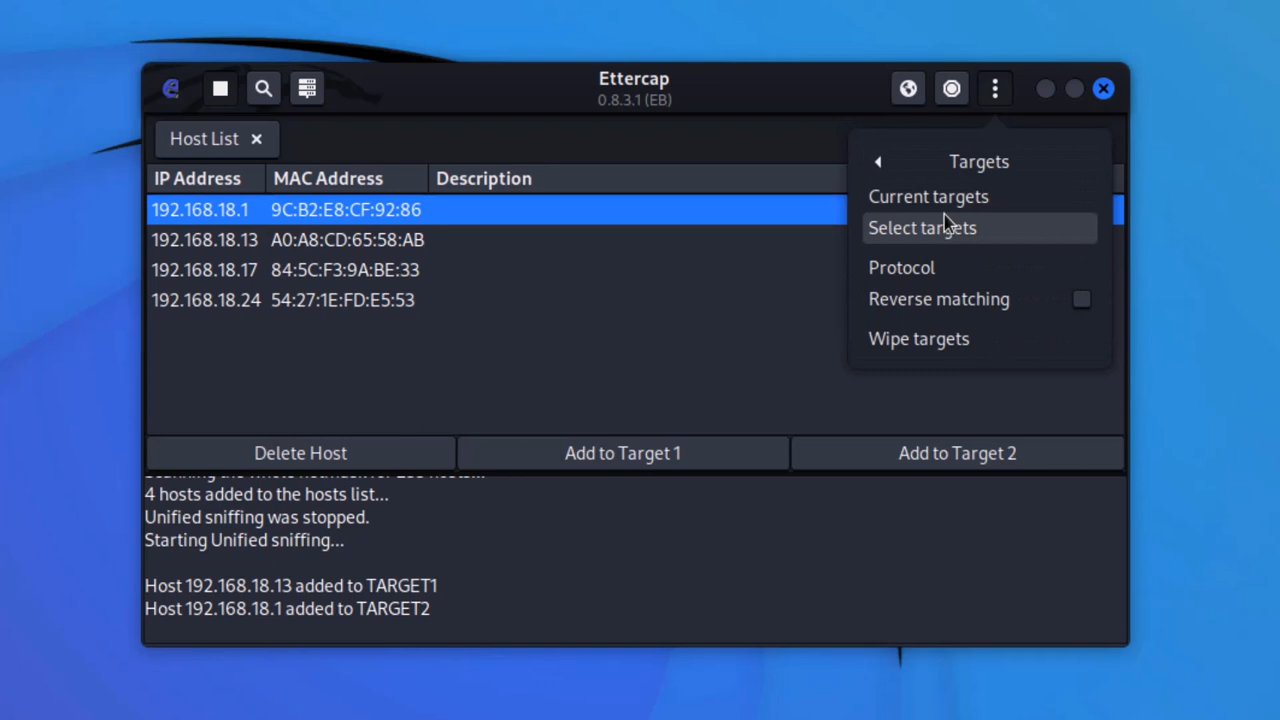 Ettercap
0.8.3.1 (EB)
Host List
Targets
IP Address MAC Address Description
Current targets
192.168.18.1 9C:B2:E8:CF:92:86
Select targets
192.168.18.13 A0:A8:CD:65:58:AB
Protocol
192.168.18.17 84:5C:F3:9A:BE:33
Reverse matching
192.168.18.24 54:27:1E:FD:E5:53
Wipe targets
Delete Host Add to Target 1 Add to Target 2
4 hosts added to the hosts list...
Unified sniffing was stopped.
Starting Unified sniffing...
Host 192.168.18.13 added to TARGET1
Host 192.168.18.1 added to TARGET2